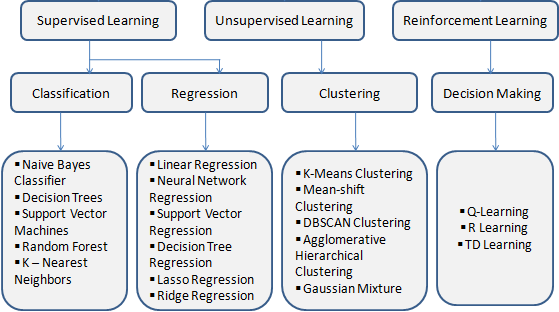 Supervised Learning
Unsupervised Learning
Reinforcement Learning
Classification
Regression
Clustering
Decision Making
▪ Naive Bayes
Classifier
▪ Decision Trees
▪ Support Vector
Machines
▪ Random Forest
▪ K – Nearest
Neighbors
▪ Linear Regression
▪ Neural Network
Regression
▪ Support Vector
Regression
▪ Decision Tree
Regression
▪ Lasso Regression
▪ Ridge Regression
▪ K-Means Clustering
▪ Mean-shift
Clustering
▪ DBSCAN Clustering
▪ Agglomerative
Hierarchical
Clustering
▪ Gaussian Mixture
▪ Q-Learning
▪ R Learning
▪ TD Learning